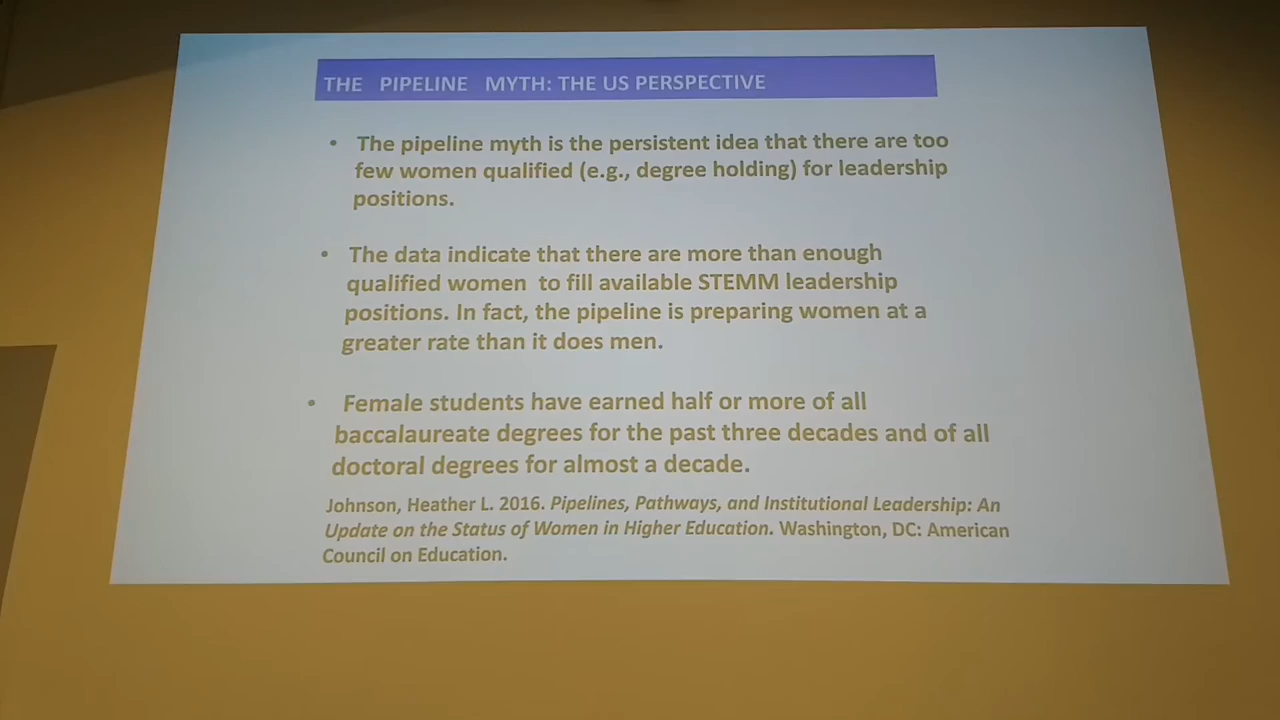 THE PIPELINE MYTH: THE US PERSPECTIVE
• The pipeline myth is the persistent idea that there are too
few women qualified (e.g., degree holding) for leadership
positions.
• The data indicate that there are more than enough
qualified women to fill available STEMM leadership
positions. In fact, the pipeline is preparing women at a
greater rate than it does men.
• Female students have earned half or more of all
baccalaureate degrees for the past three decades and of all
doctoral degrees for almost a decade.
Johnson, Heather L. 2016. Pipelines, Pathways, and Institutional Leadership: An
Update on the Status of Women in Higher Education. Washington, DC: American
Council on Education.